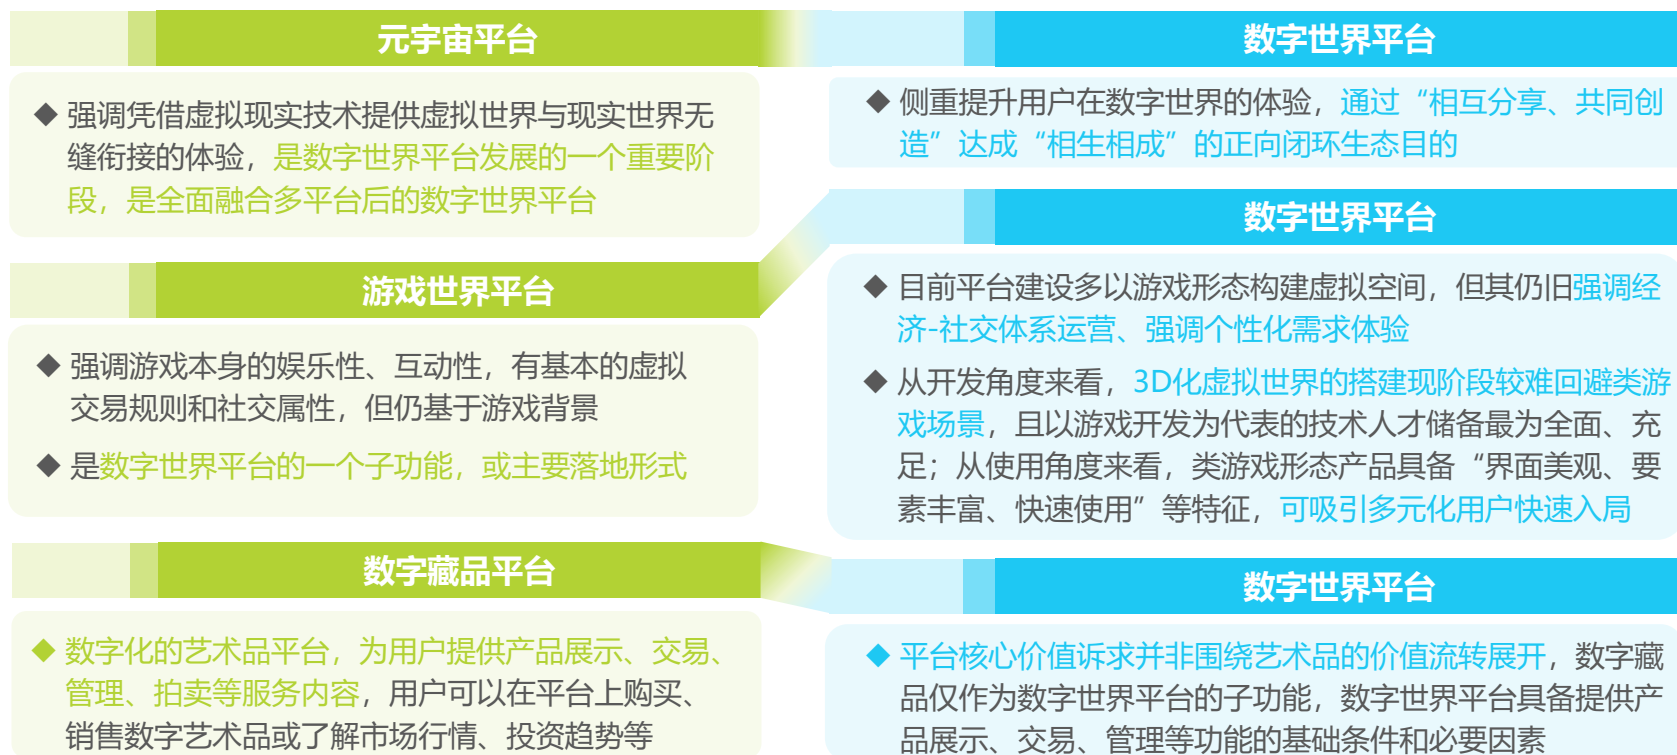 元宇宙平台
强调凭借虚拟现实技术提供虚拟世界与现实世界无
缝衔接的体验，是数字世界平台发展的一个重要阶
段，是全面融合多平台后的数字世界平台
数字世界平台
侧重提升用户在数字世界的体验，通过“相互分享、共同创
造”达成“相生相成”的正向闭环生态目的
游戏世界平台
强调游戏本身的娱乐性、互动性，有基本的虚拟
交易规则和社交属性，但仍基于游戏背景
是数字世界平台的一个子功能，或主要落地形式
数字世界平台
目前平台建设多以游戏形态构建虚拟空间，但其仍旧强调经
济-社交体系运营、强调个性化需求体验
从开发角度来看，3D化虚拟世界的搭建现阶段较难回避类游
戏场景，且以游戏开发为代表的技术人才储备最为全面、充
足；从使用角度来看，类游戏形态产品具备“界面美观、要
素丰富、快速使用”等特征，可吸引多元化用户快速入局
数字藏品平台
数字化的艺术品平台，为用户提供产品展示、交易、
管理、拍卖等服务内容，用户可以在平台上购买、
销售数字艺术品或了解市场行情、投资趋势等
数字世界平台
平台核心价值诉求并非围绕艺术品的价值流转展开，数字藏
品仅作为数字世界平台的子功能，数字世界平台具备提供产
品展示、交易、管理等功能的基础条件和必要因素